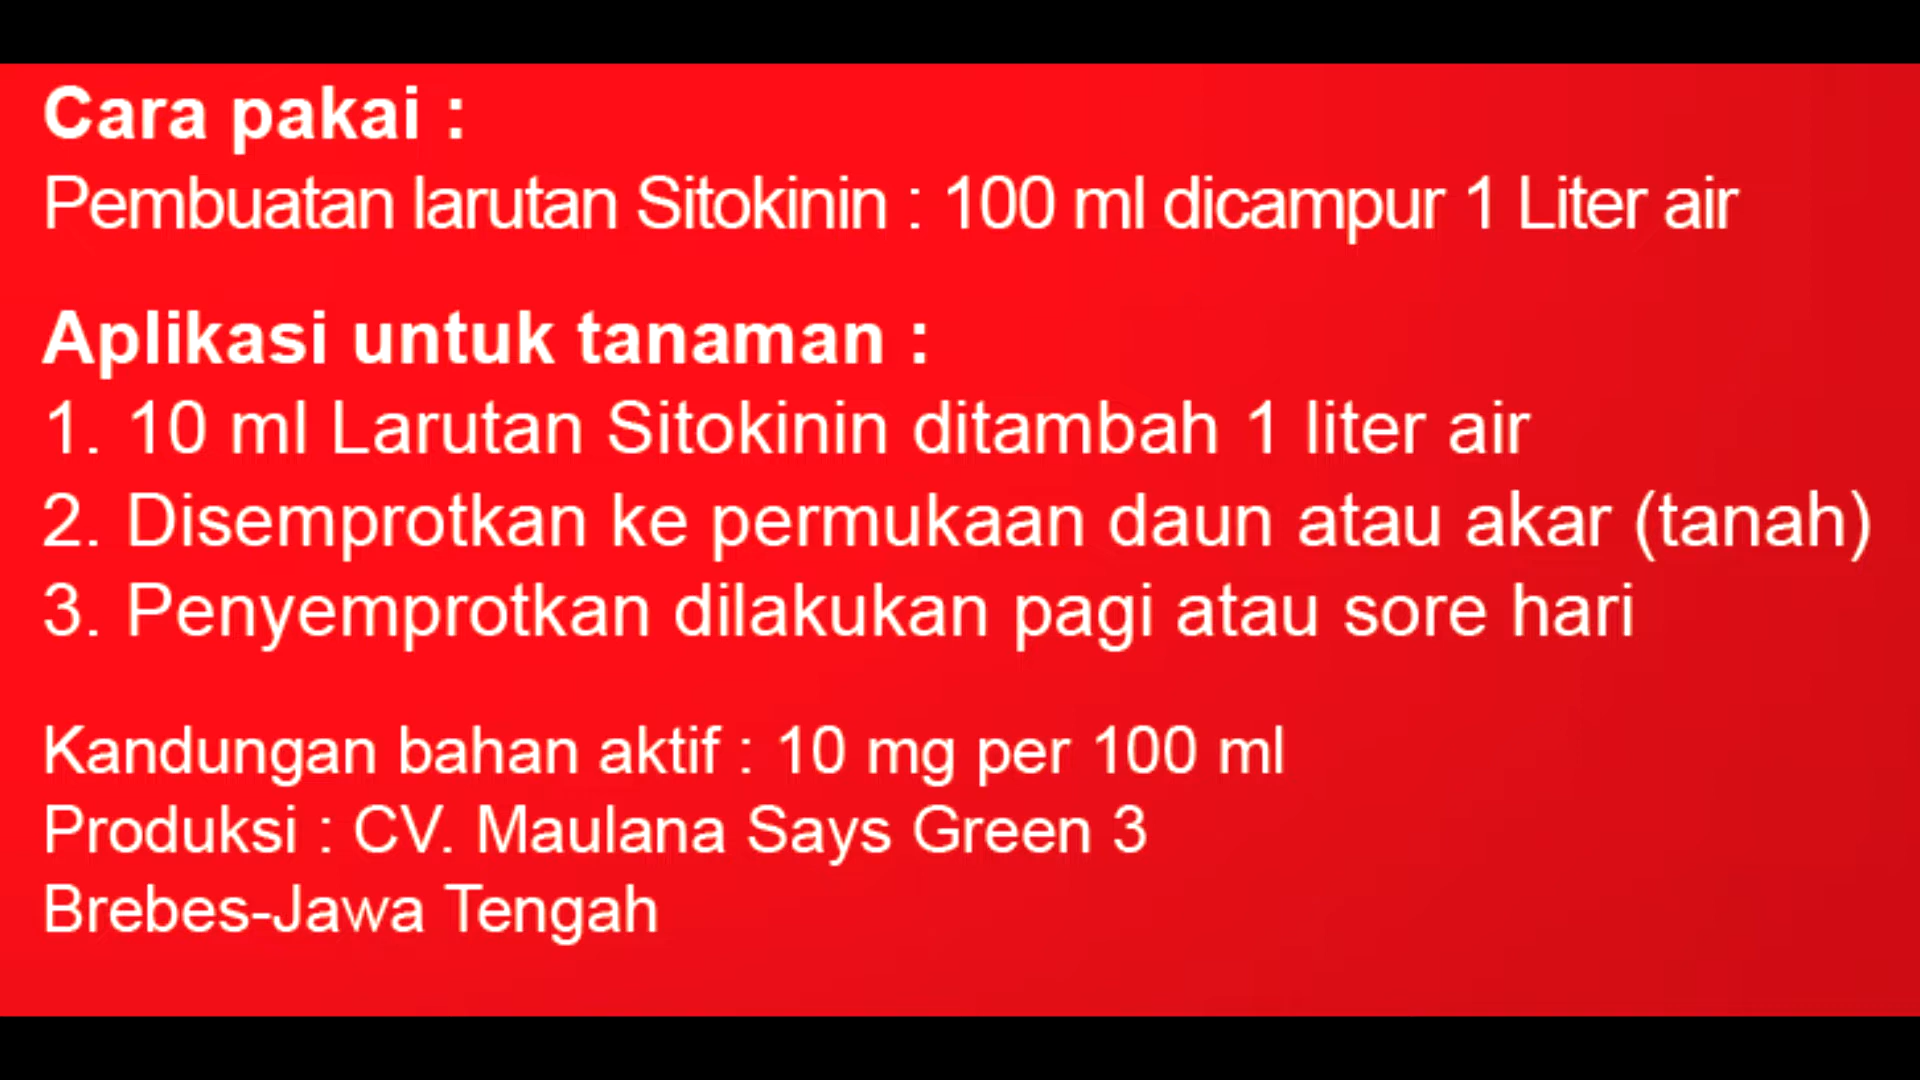 Cara pakai :
Pembuatan larutan Sitokinin : 100 ml dicampur 1 Liter air
Aplikasi untuk tanaman :
1. 10 ml Larutan Sitokinin ditambah 1 liter air
2. Disemprotkan ke permukaan daun atau akar (tanah)
3. Penyemprotkan dilakukan pagi atau sore hari
Kandungan bahan aktif : 10 mg per 100 ml
Produksi : CV. Maulana Says Green 3
Brebes-Jawa Tengah